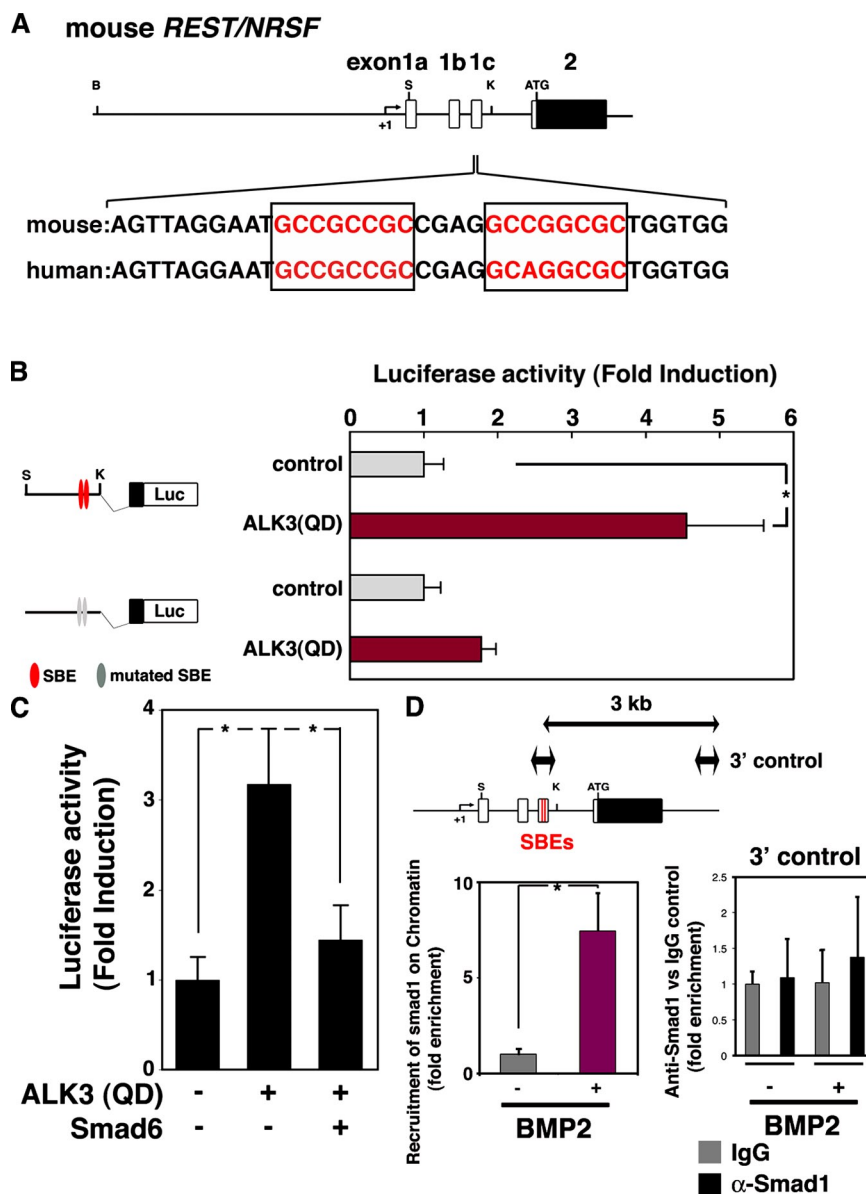 A mouse REST/NRSF
exon1a 1b 1c 2
B S K ATG
+1
mouse:AGTTAGGAATGCCGCCGCCGAGGCCGGCGCTGGTGG
human:AGTTAGGAATGCCGCCGCCGAGGCAGGCGCTGGTGG
B
Luciferase activity (Fold Induction)
0 1 2 3 4 5 6
S K
Luc
control
*
ALK3(QD)
Luc
control
ALK3(QD)
SBE mutated SBE
C
Luciferase activity
(Fold Induction)
4
3
2
1
0
* *
ALK3 (QD) - + +
Smad6 - - +
D
3 kb
3' control
S K ATG
+1
SBEs
Recruitment of smad1 on Chromatin
(fold enrichment)
10
5
0
*
- +
BMP2
3' control
Anti-Smad1 vs IgG control
(fold enrichment)
2.5
2
1.5
1
0.5
0
- +
BMP2
IgG
α-Smad1